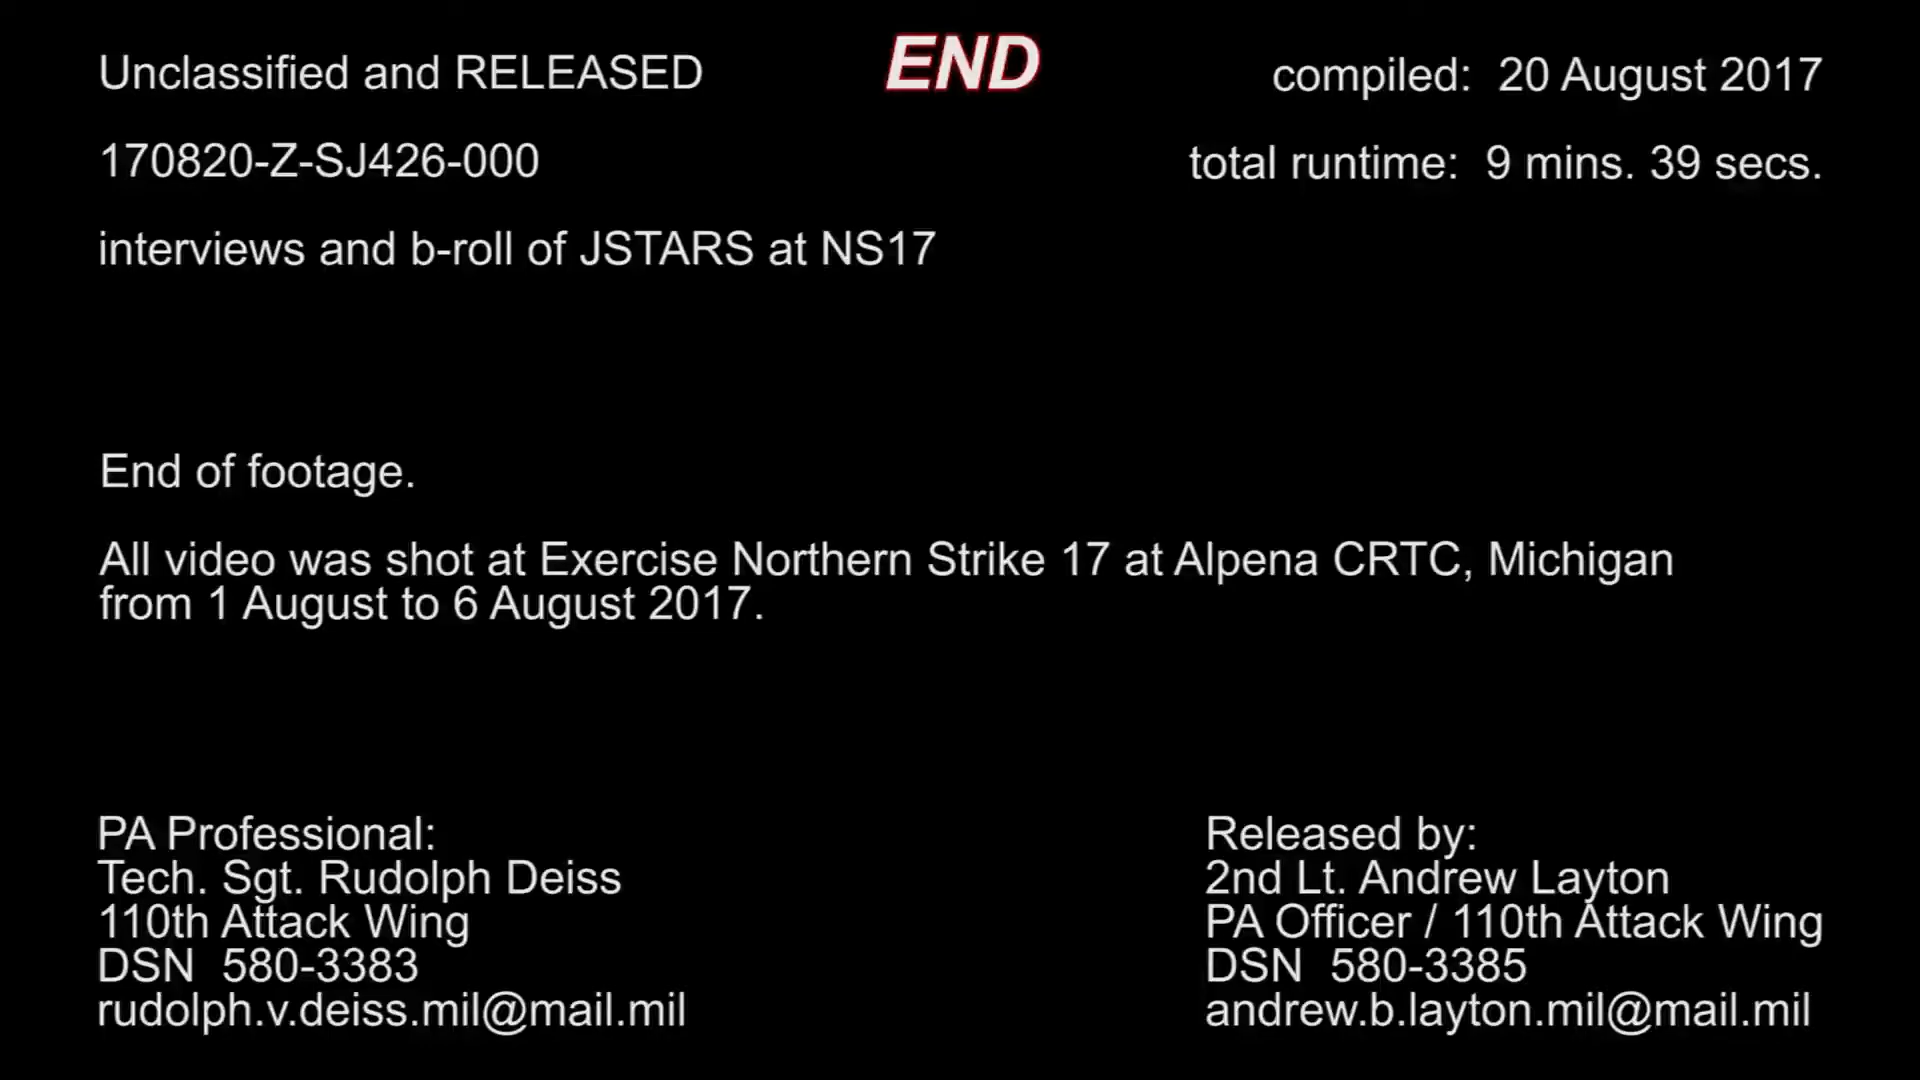 Unclassified and RELEASED
END
compiled: 20 August 2017
170820-Z-SJ426-000
total runtime: 9 mins. 39 secs.
interviews and b-roll of JSTARS at NS17
End of footage.
All video was shot at Exercise Northern Strike 17 at Alpena CRTC, Michigan
from 1 August to 6 August 2017.
PA Professional:
Tech. Sgt. Rudolph Deiss
110th Attack Wing
DSN 580-3383
rudolph.v.deiss.mil@mail.mil
Released by:
2nd Lt. Andrew Layton
PA Officer / 110th Attack Wing
DSN 580-3385
andrew.b.layton.mil@mail.mil